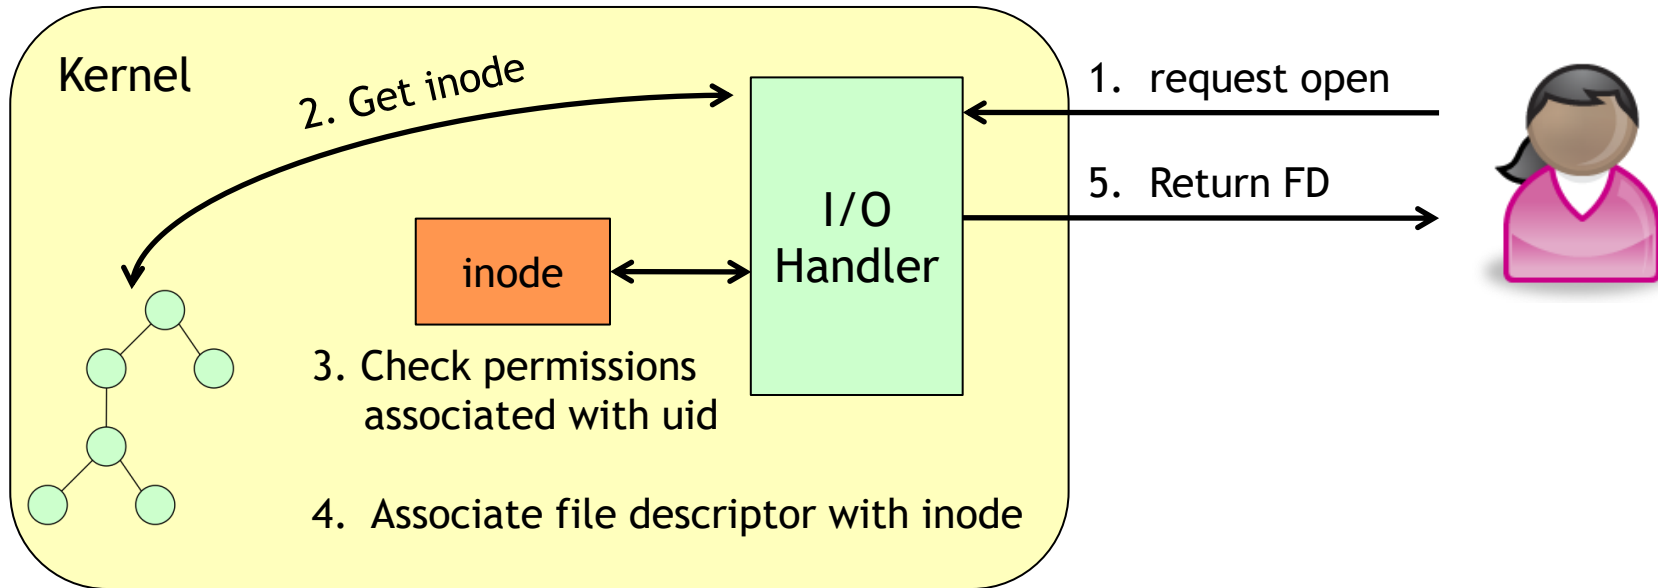 Kernel
2. Get inode
1. request open
5. Return FD
I/O
Handler
inode
3. Check permissions
associated with uid
4. Associate file descriptor with inode